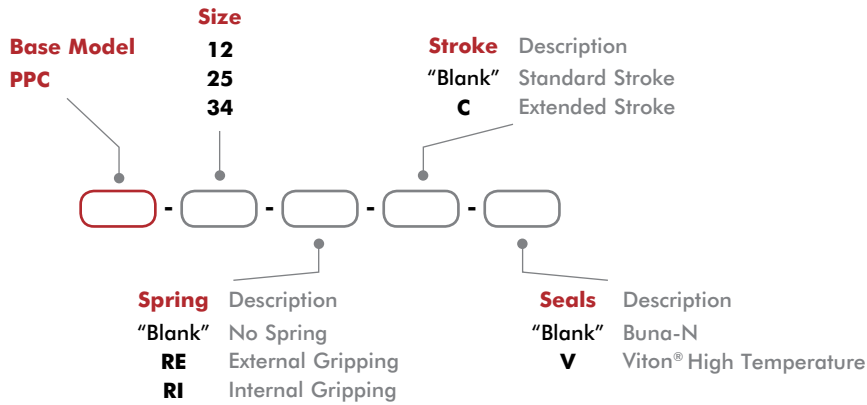 Size
Base Model
12
PPC
25
34
Stroke Description
“Blank” Standard Stroke
C Extended Stroke
- - - -
Spring Description
“Blank” No Spring
RE External Gripping
RI Internal Gripping
Seals Description
“Blank” Buna-N
V Viton® High Temperature